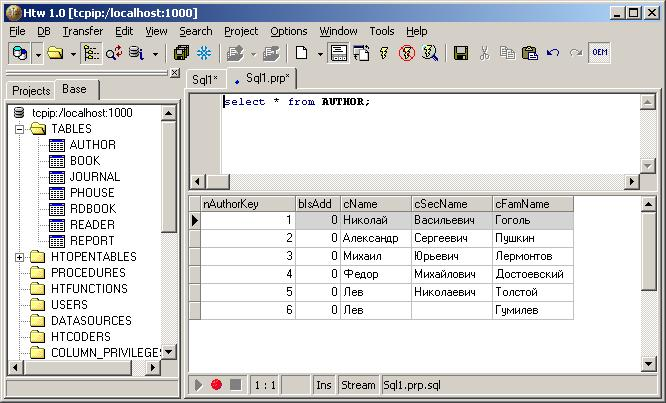 Htw 1.0 [tcpip:/localhost:1000]
File DB Transfer Edit View Search Project Options Window Tools Help
OEM
Projects Base
tcpip:/localhost:1000
TABLES
AUTHOR
BOOK
JOURNAL
PHOUSE
RDBOOK
READER
REPORT
HTOPENTABLES
PROCEDURES
HTFUNCTIONS
USERS
DATASOURCES
HTCODERS
COLUMN_PRIVILEGES
Sql1* Sql1.prp*
select * from AUTHOR;
nAuthorKey bIsAdd cName cSecName cFamName
1 0 Николай Васильевич Гоголь
2 0 Александр Сергеевич Пушкин
3 0 Михаил Юрьевич Лермонтов
4 0 Федор Михайлович Достоевский
5 0 Лев Николаевич Толстой
6 0 Лев Гумилев
1 : 1 Ins Stream Sql1.prp.sql